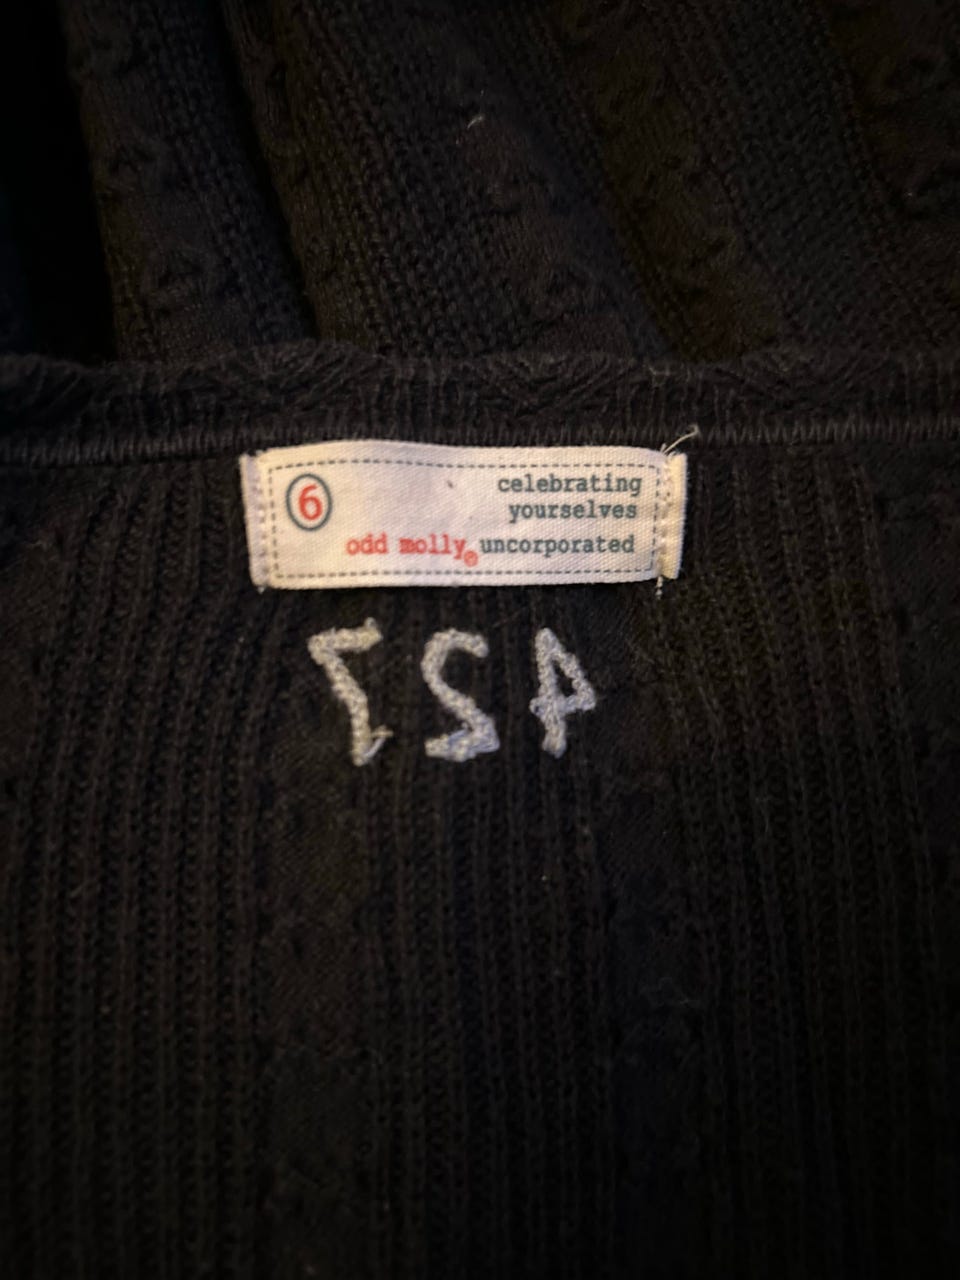 6
celebrating
yourselves
odd molly® uncorporated
427